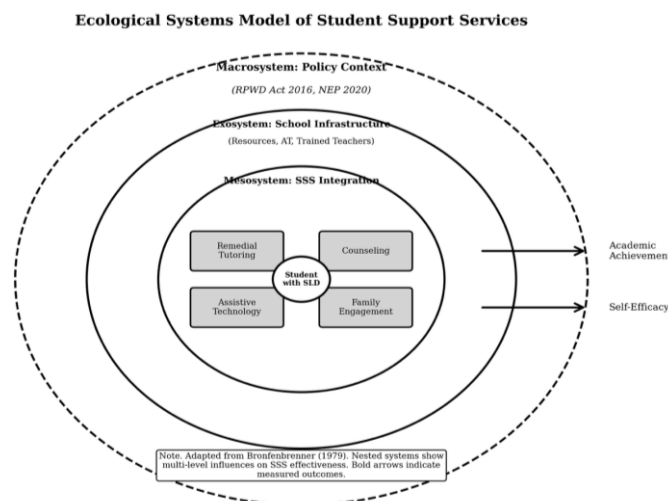 Ecological Systems Model of Student Support Services
Macrosystem: Policy Context
(RPWD Act 2016, NEP 2020)
Exosystem: School Infrastructure
(Resources, AT, Trained Teachers)
Mesosystem: SSS Integration
Remedial
Tutoring
Counseling
Student
with SLD
Assistive
Technology
Family
Engagement
Academic
Achievemen
Self-Efficacy
Note. Adapted from Bronfenbrenner (1979). Nested systems show
multi-level influences on SSS effectiveness. Bold arrows indicate
measured outcomes.